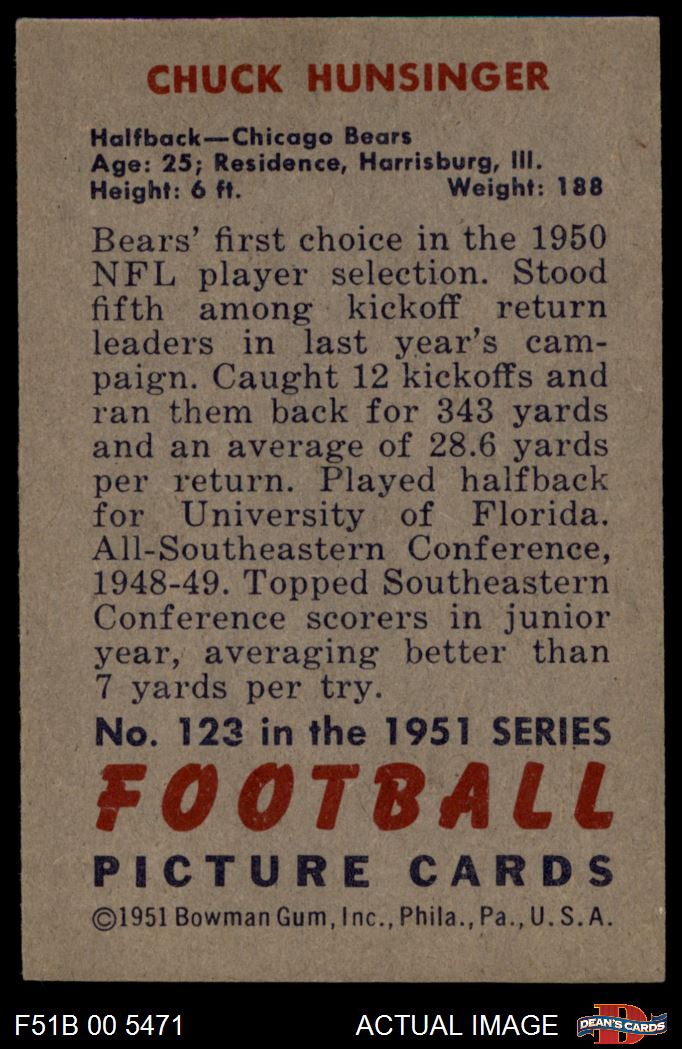 CHUCK HUNSINGER
Halfback—Chicago Bears
Age: 25; Residence, Harrisburg, Ill.
Height: 6 ft. Weight: 188
Bears' first choice in the 1950
NFL player selection. Stood
fifth among kickoff return
leaders in last year's cam-
paign. Caught 12 kickoffs and
ran them back for 343 yards
and an average of 28.6 yards
per return. Played halfback
for University of Florida.
All-Southeastern Conference,
1948-49. Topped Southeastern
Conference scorers in junior
year, averaging better than
7 yards per try.
No. 123 in the 1951 SERIES
FOOTBALL
PICTURE CARDS
©1951 Bowman Gum, Inc., Phila., Pa., U. S. A.
F51B 00 5471 ACTUAL IMAGE DEAN'S CARDS